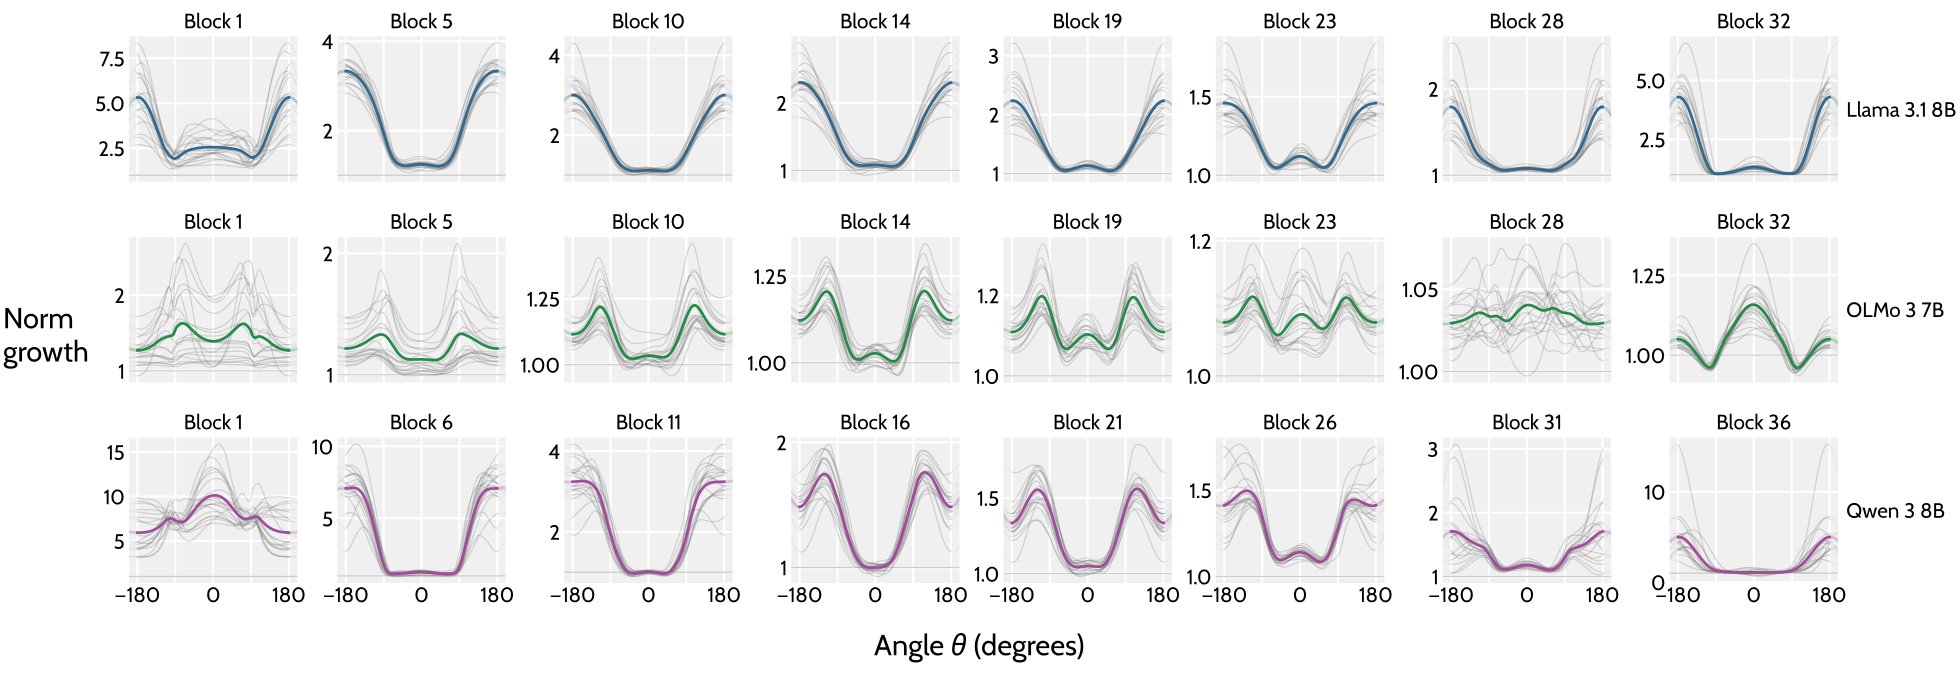 Block 1 Block 5 Block 10 Block 14 Block 19 Block 23 Block 28 Block 32
7.5 5.0 2.5
4 2
4 2
2 1
3 2 1
1.5 1.0
2 1
5.0 2.5
Llama 3.1 8B
Block 1 Block 5 Block 10 Block 14 Block 19 Block 23 Block 28 Block 32
2 1
2 1
1.25 1.00
1.25 1.00
1.2 1.0
1.2 1.0
1.05 1.00
1.25 1.00
OLMo 3 7B
Norm
growth
Block 1 Block 6 Block 11 Block 16 Block 21 Block 26 Block 31 Block 36
15 10 5
10 5
4 2
2 1
1.5 1.0
1.5 1.0
3 2 1
10 0
Qwen 3 8B
−180 0 180 −180 0 180 −180 0 180 −180 0 180 −180 0 180 −180 0 180 −180 0 180 −180 0 180
Angle θ (degrees)